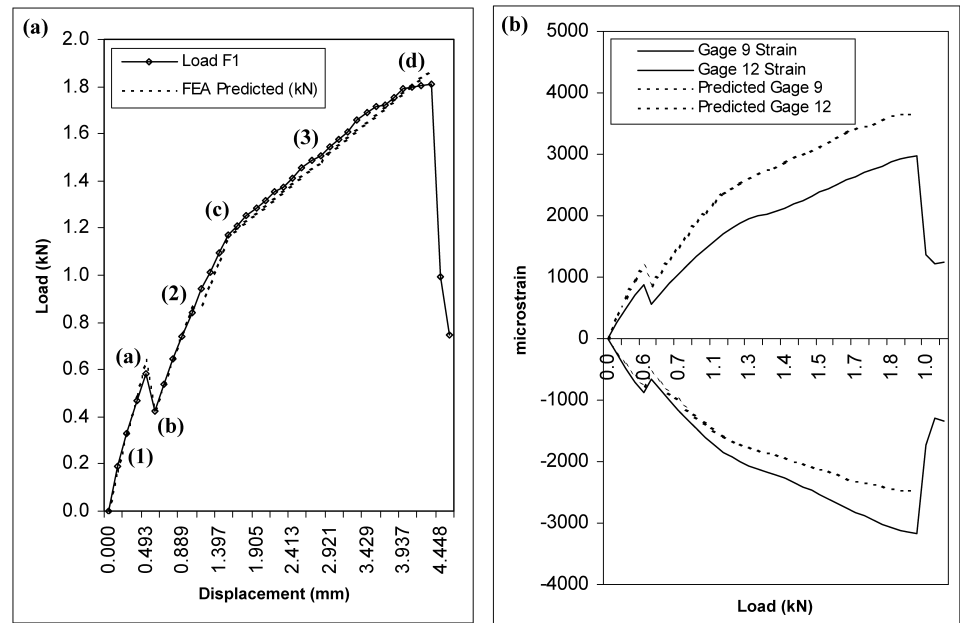 (a)
2.0
1.8
1.6
1.4
1.2
1.0
0.8
0.6
0.4
0.2
0.0
Load (kN)
Load F1
FEA Predicted (kN)
(d)
(3)
(c)
(2)
(a)
(b)
(1)
0.000
0.493
0.889
1.397
1.905
2.413
2.921
3.429
3.937
4.448
Displacement (mm)
(b)
5000
4000
3000
2000
1000
0
-1000
-2000
-3000
-4000
microstrain
Gage 9 Strain
Gage 12 Strain
Predicted Gage 9
Predicted Gage 12
0.0
0.6
0.7
1.1
1.3
1.4
1.5
1.6
1.7
1.8
1.0
Load (kN)